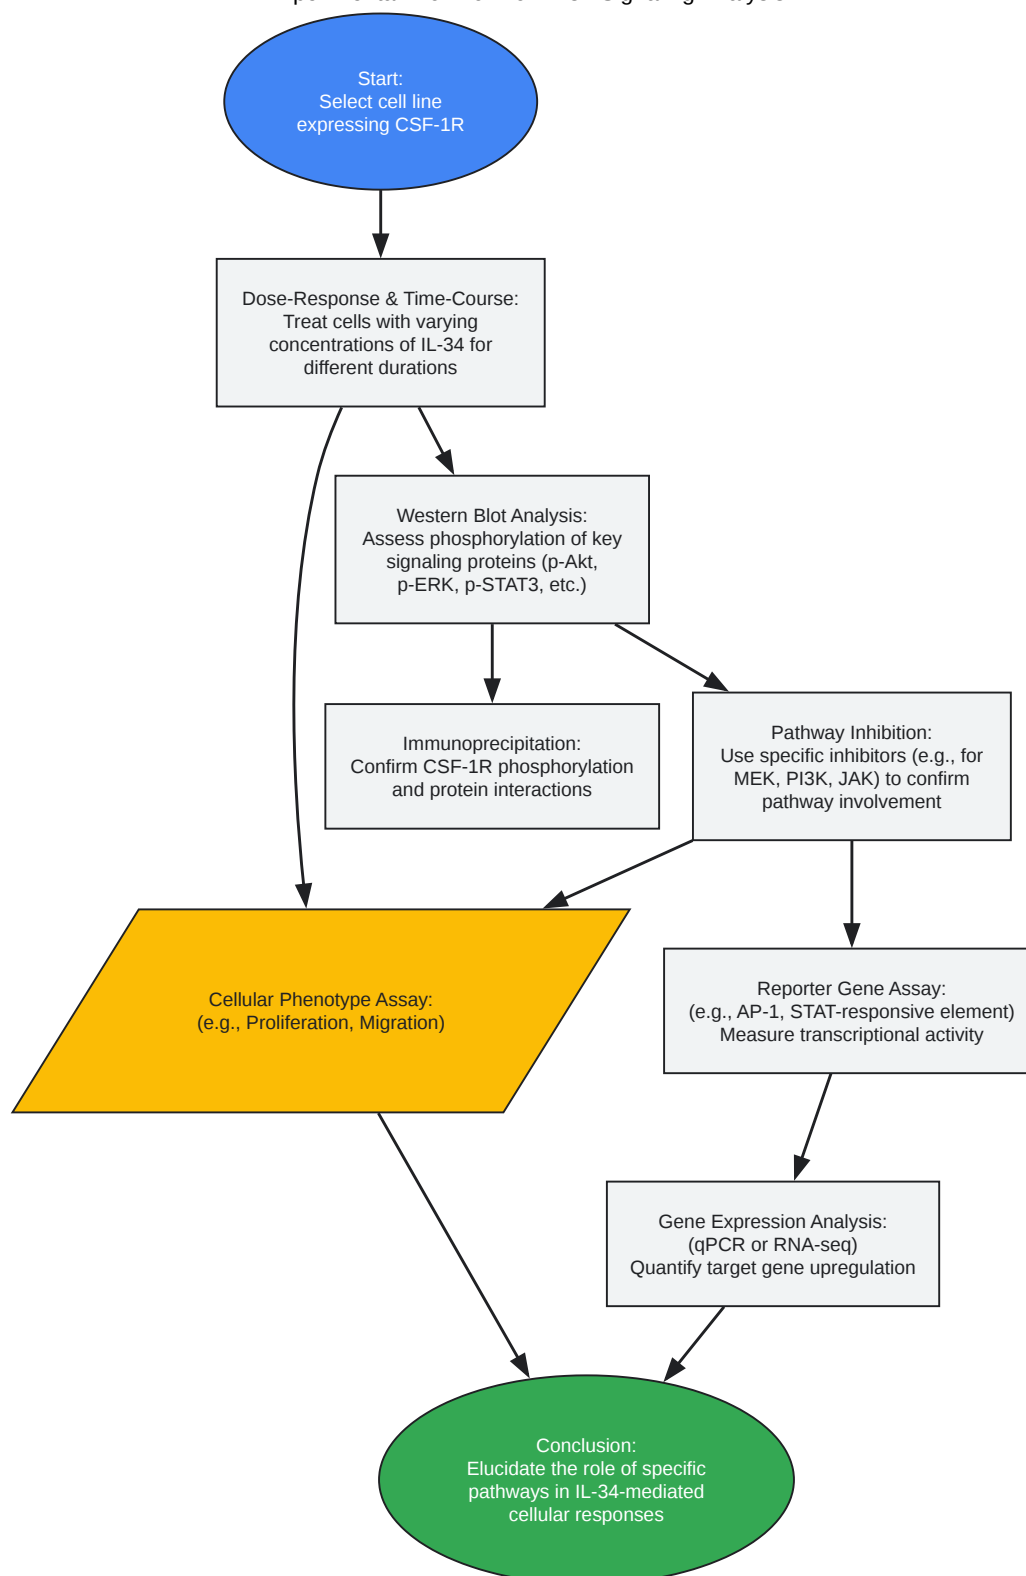 Start:
Select cell line
expressing CSF-1R
Dose-Response & Time-Course:
Treat cells with varying
concentrations of IL-34 for
different durations
Western Blot Analysis:
Assess phosphorylation of key
signaling proteins (p-Akt,
p-ERK, p-STAT3, etc.)
Immunoprecipitation:
Confirm CSF-1R phosphorylation
and protein interactions
Pathway Inhibition:
Use specific inhibitors (e.g., for
MEK, PI3K, JAK) to confirm
pathway involvement
Cellular Phenotype Assay:
(e.g., Proliferation, Migration)
Reporter Gene Assay:
(e.g., AP-1, STAT-responsive element)
Measure transcriptional activity
Gene Expression Analysis:
(qPCR or RNA-seq)
Quantify target gene upregulation
Conclusion:
Elucidate the role of specific
pathways in IL-34-mediated
cellular responses